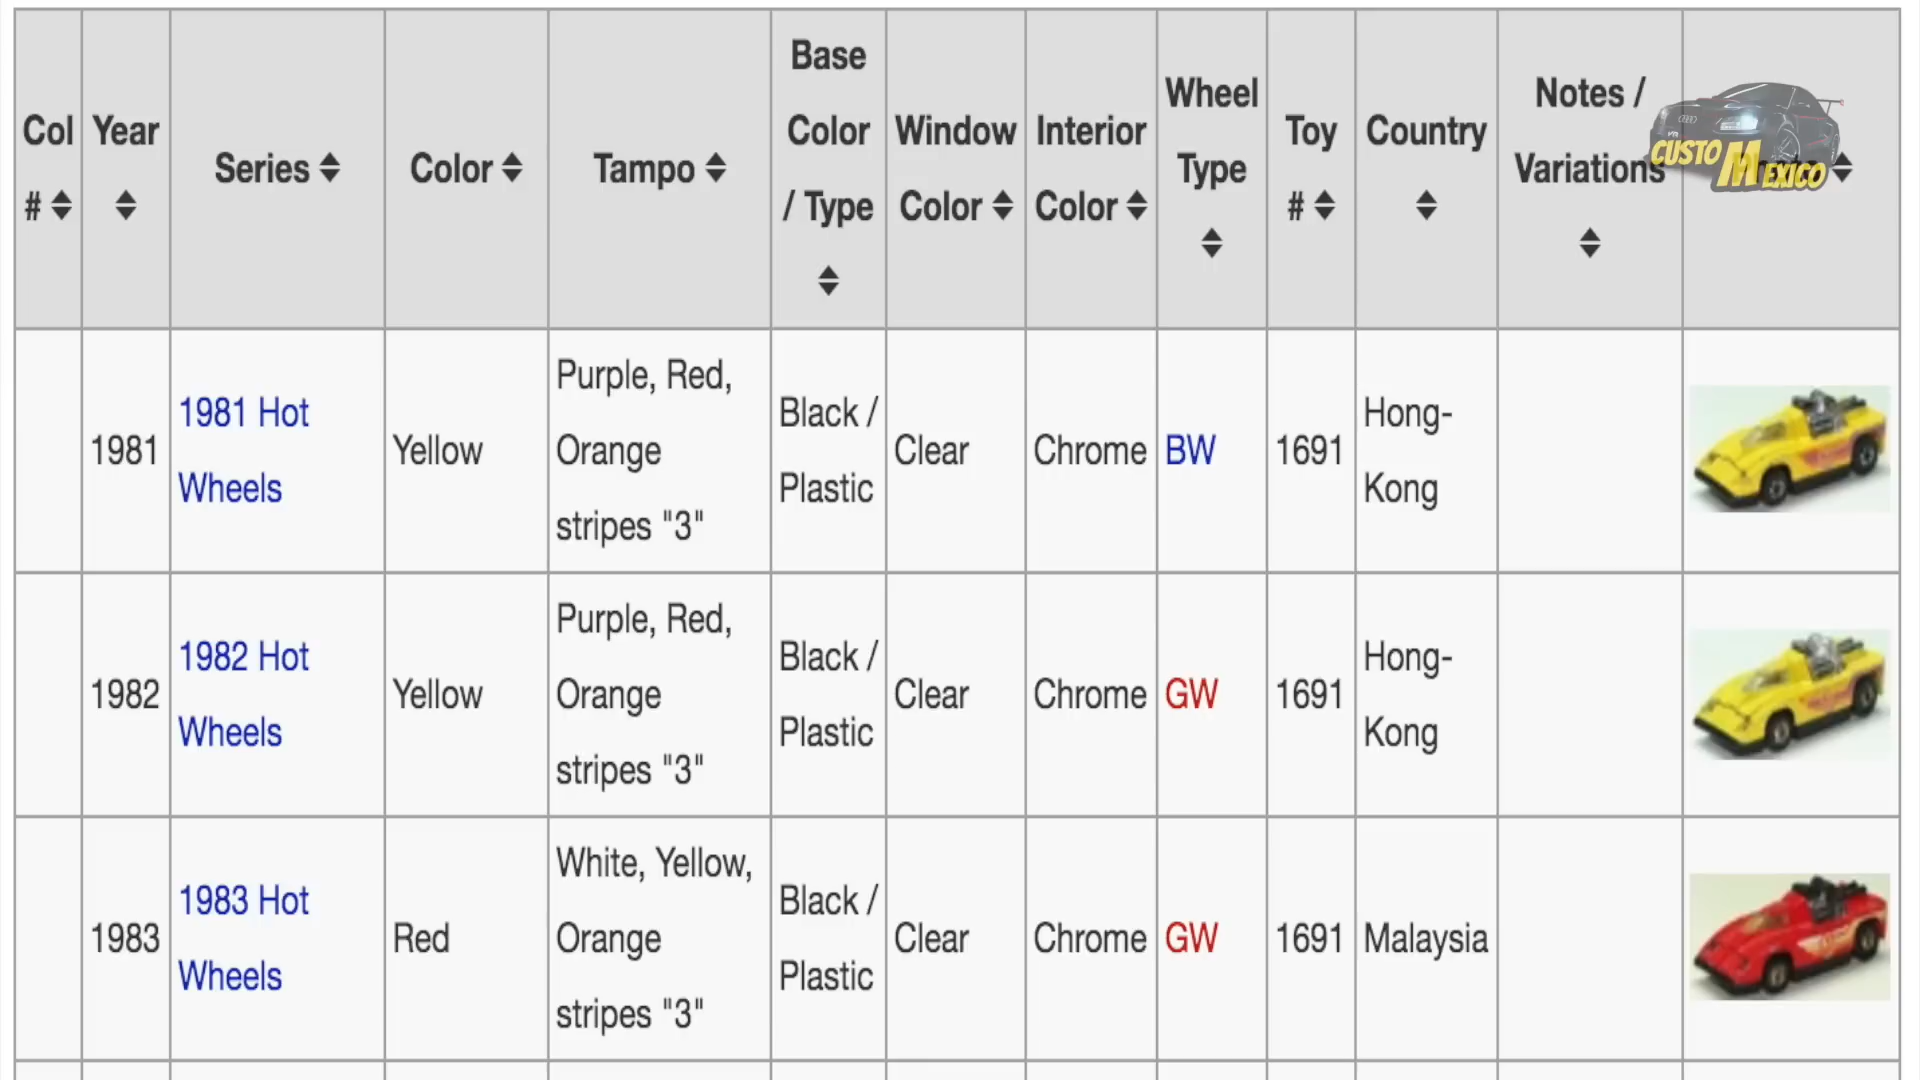 Col # Year Series Color Tampo Base Color / Type Window Color Interior Color Wheel Type Toy # Country Notes / Variations
CUSTO MEXICO
1981 1981 Hot Wheels Yellow Purple, Red, Orange stripes "3" Black / Plastic Clear Chrome BW 1691 Hong-Kong
1982 1982 Hot Wheels Yellow Purple, Red, Orange stripes "3" Black / Plastic Clear Chrome GW 1691 Hong-Kong
1983 1983 Hot Wheels Red White, Yellow, Orange stripes "3" Black / Plastic Clear Chrome GW 1691 Malaysia